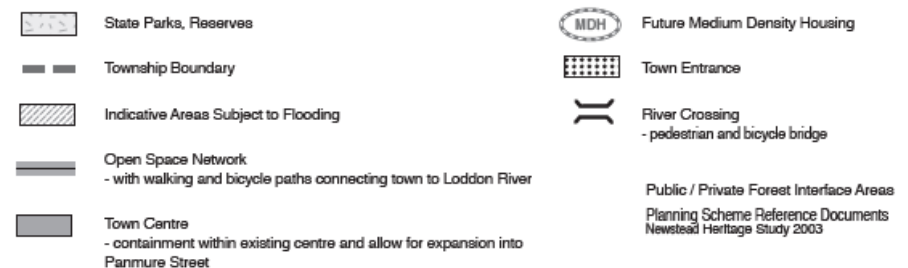 State Parks, Reserves
Township Boundary
Indicative Areas Subject to Flooding
Open Space Network
- with walking and bicycle paths connecting town to Loddon River
Town Centre
- containment within existing centre and allow for expansion into
Panmure Street
MDH
Future Medium Density Housing
Town Entrance
River Crossing
- pedestrian and bicycle bridge
Public / Private Forest Interface Areas
Planning Scheme Reference Documents
Newstead Heritage Study 2003